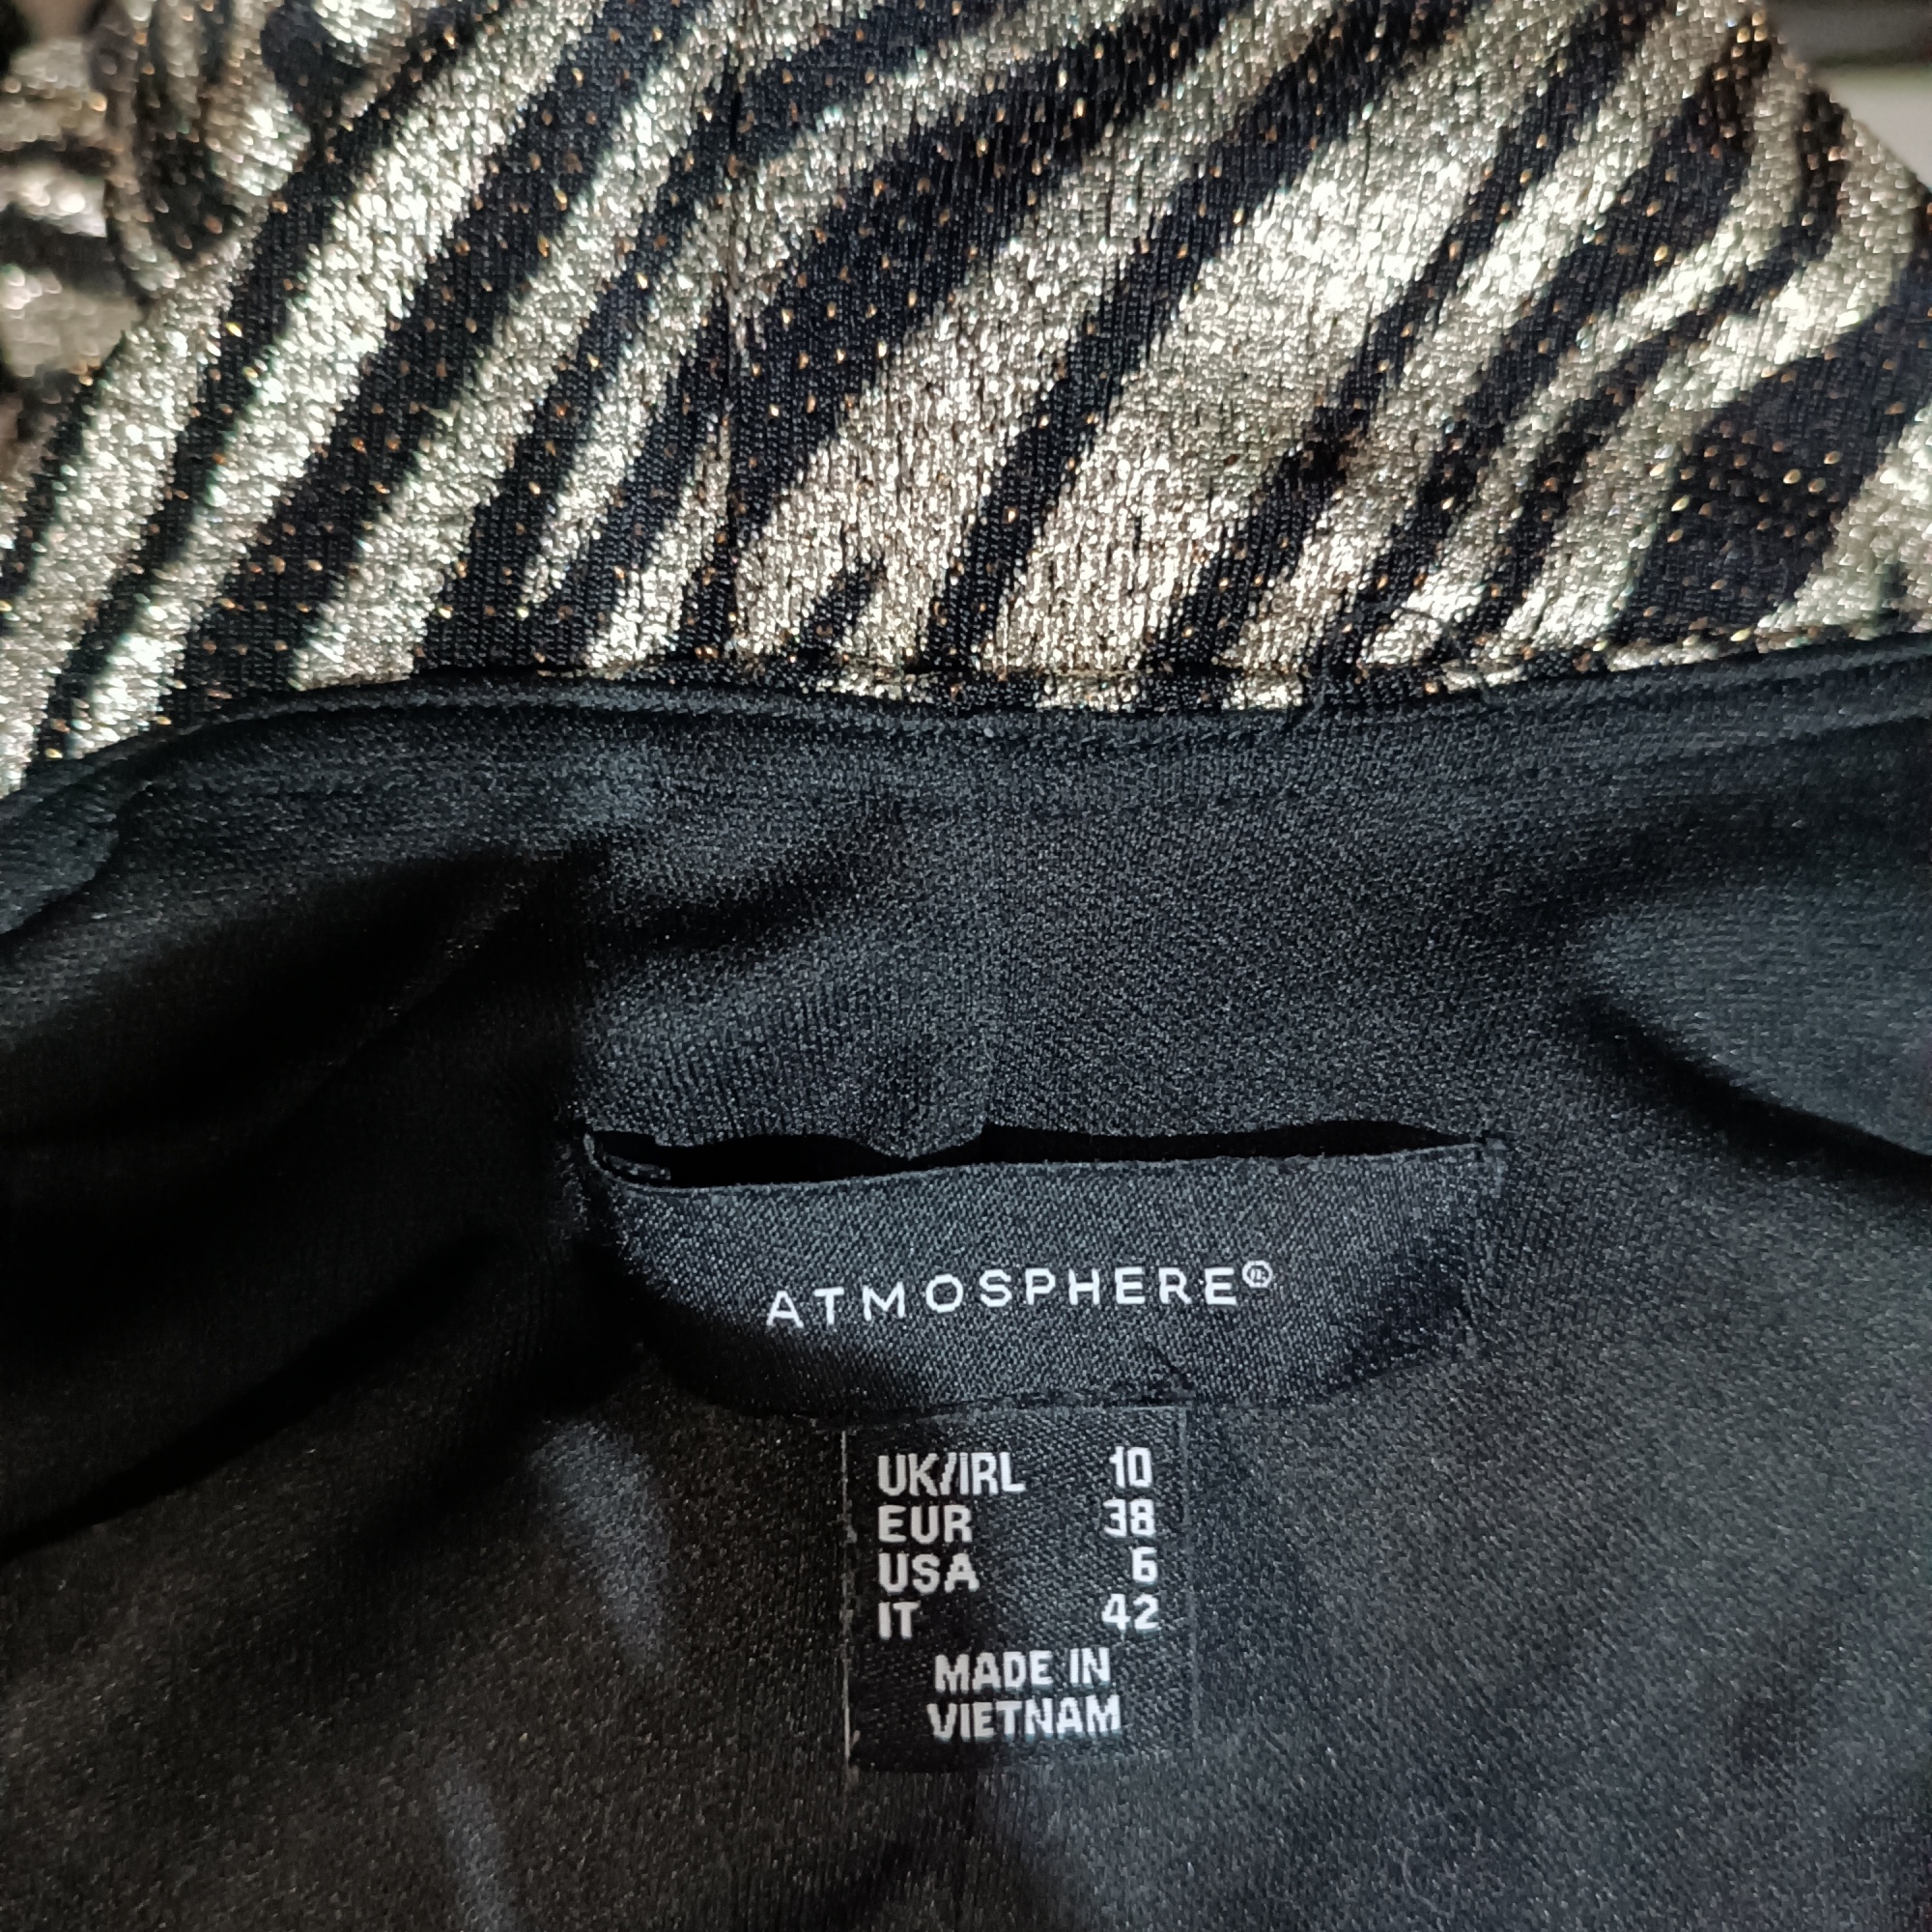 ATMOSPHERE®
UK/IRL 10
EUR 38
USA 6
IT 42
MADE IN
VIETNAM